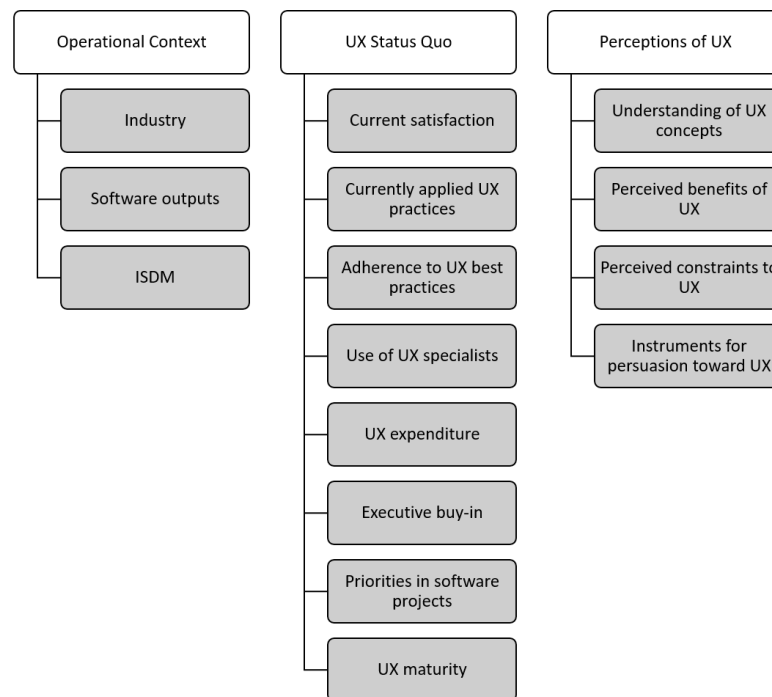 Operational Context
Industry
Software outputs
ISDM
UX Status Quo
Current satisfaction
Currently applied UX
practices
Adherence to UX best
practices
Use of UX specialists
UX expenditure
Executive buy-in
Priorities in software
projects
UX maturity
Perceptions of UX
Understanding of UX
concepts
Perceived benefits of
UX
Perceived constraints to
UX
Instruments for
persuasion toward UX